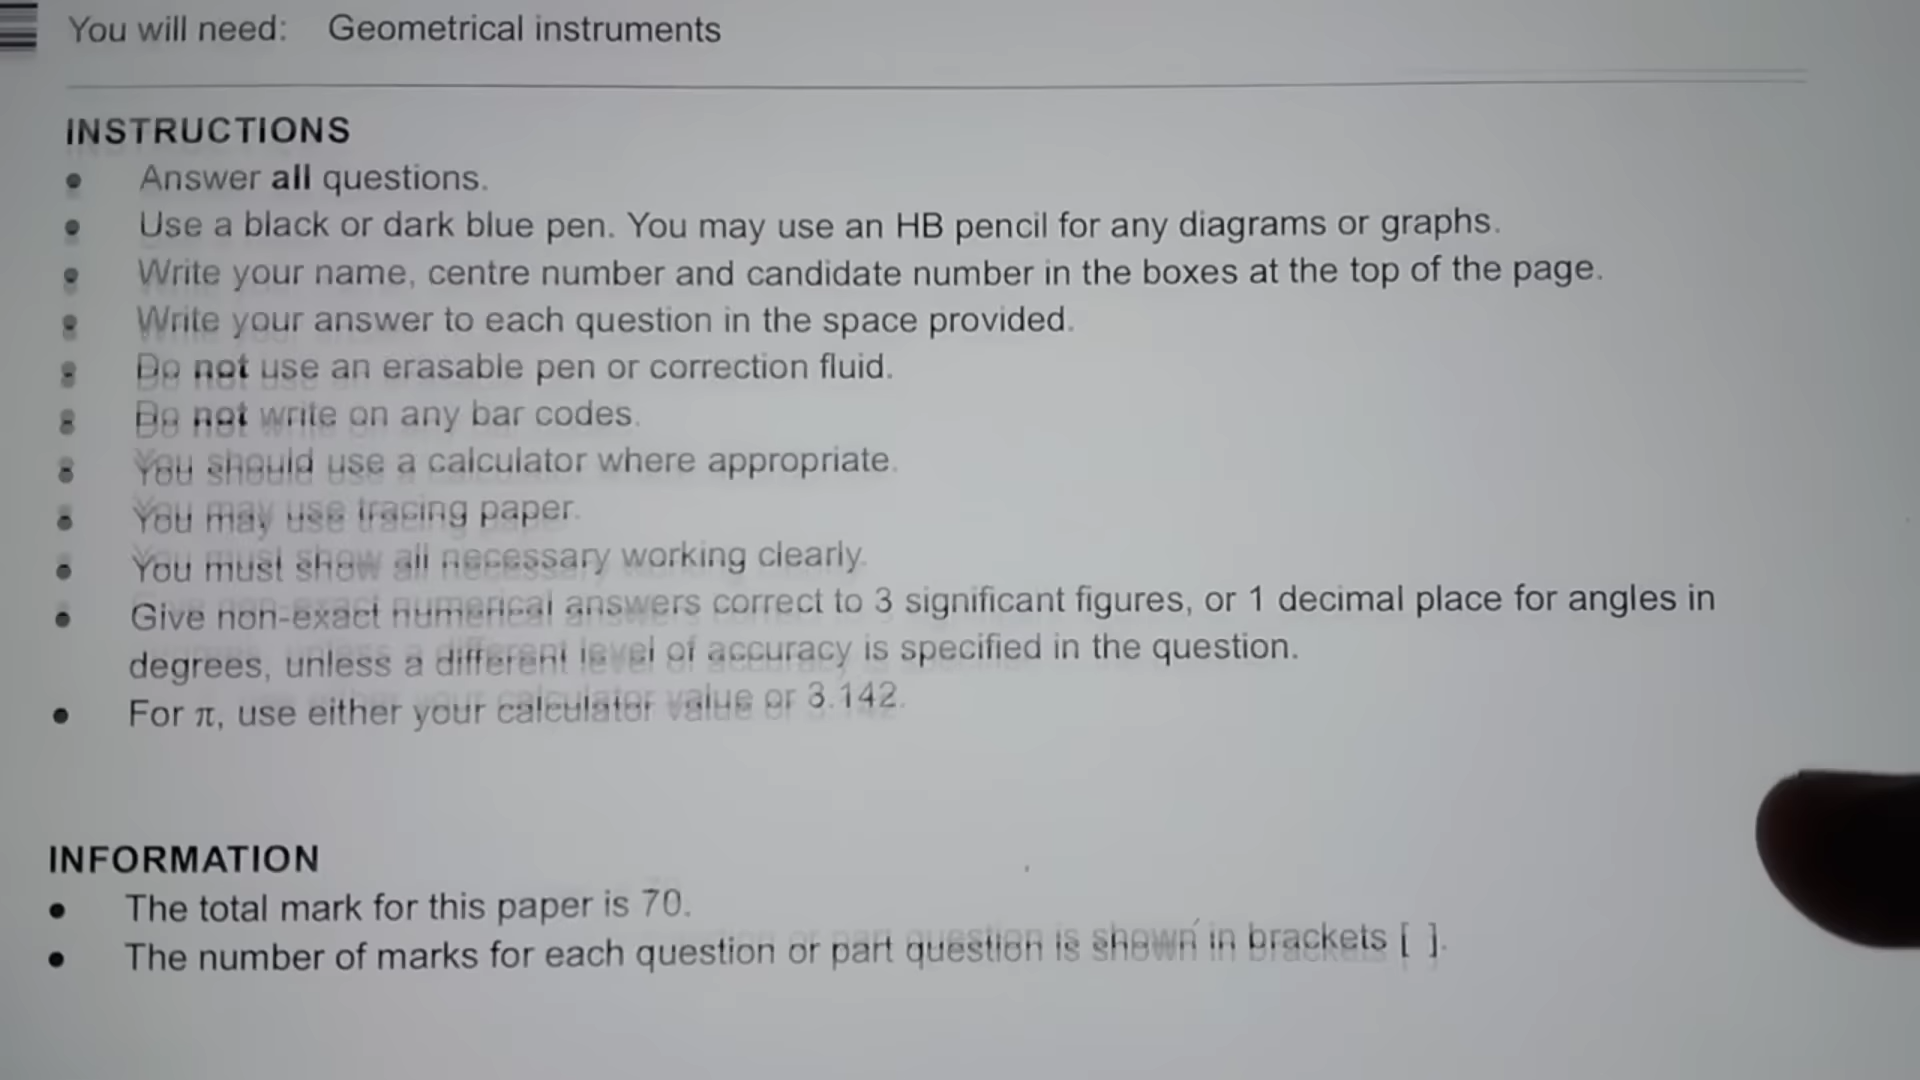 You will need: Geometrical instruments
INSTRUCTIONS
• Answer all questions.
• Use a black or dark blue pen. You may use an HB pencil for any diagrams or graphs.
• Write your name, centre number and candidate number in the boxes at the top of the page.
• Write your answer to each question in the space provided.
• Do not use an erasable pen or correction fluid.
• Do not write on any bar codes.
• You should use a calculator where appropriate.
• You may use tracing paper.
• You must show all necessary working clearly.
• Give non-exact numerical answers correct to 3 significant figures, or 1 decimal place for angles in
degrees, unless a different level of accuracy is specified in the question.
• For π, use either your calculator value or 3.142.
INFORMATION
• The total mark for this paper is 70.
• The number of marks for each question or part question is shown in brackets [ ].